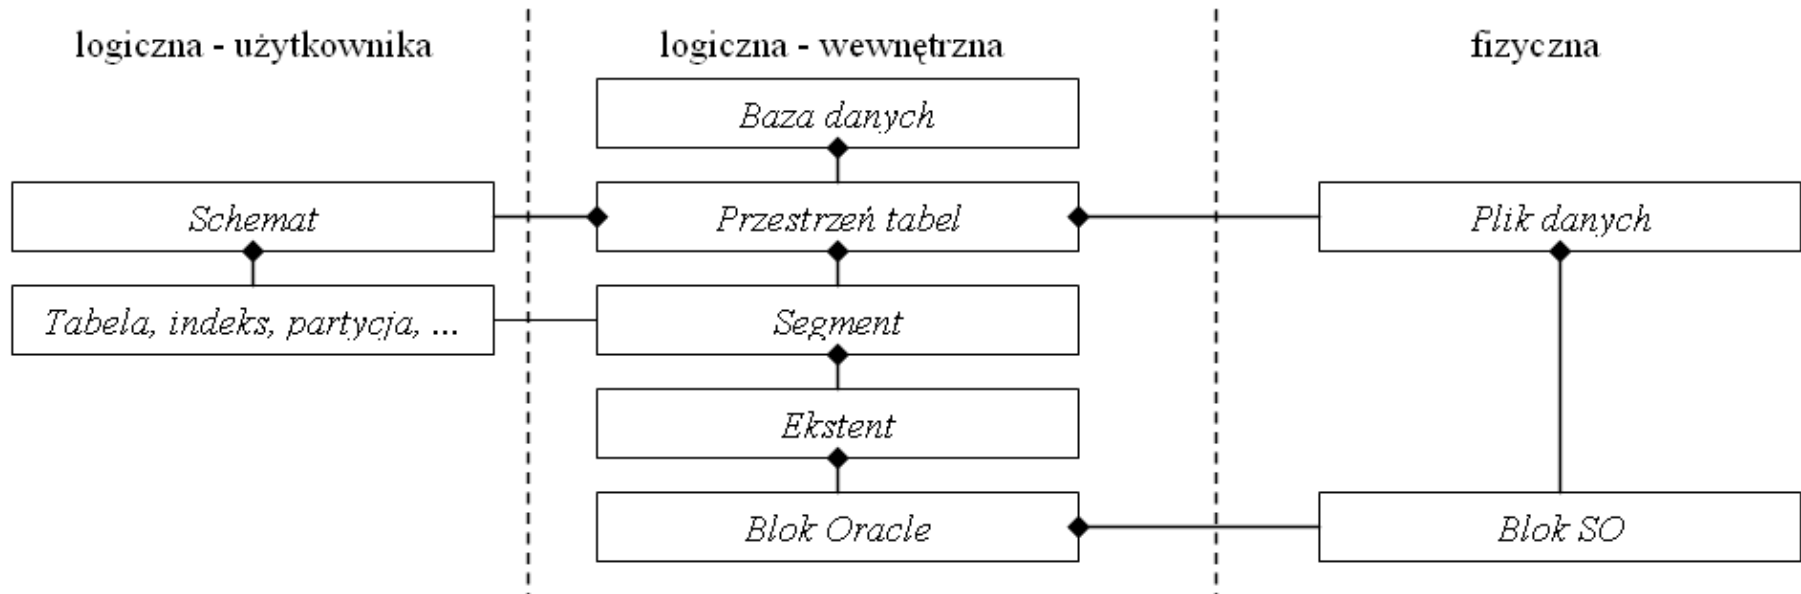 logiczna - użytkownika
logiczna - wewnętrzna
fizyczna
Baza danych
Schemat
Przestrzeń tabel
Plik danych
Tabela, indeks, partycja, ...
Segment
Ekstent
Blok Oracle
Blok SO